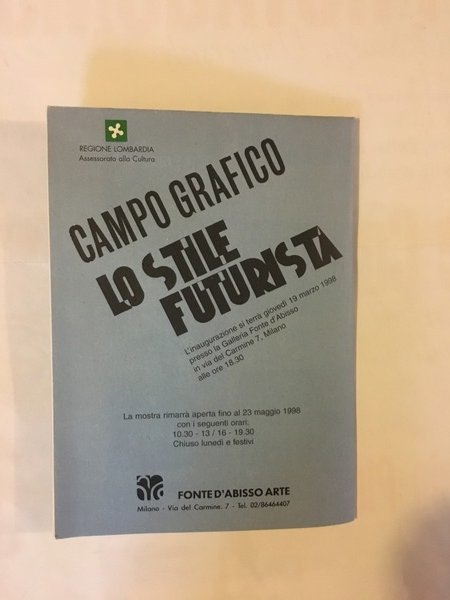 REGIONE LOMBARDIA
Assessorato alla Cultura
CAMPO GRAFICO
LO STILE
FUTURISTA
L'inaugurazione si terrà giovedì 19 marzo 1998
presso la Galleria Fonte d'Abisso
in via del Carmine 7, Milano
alle ore 18.30
La mostra rimarrà aperta fino al 23 maggio 1998
con i seguenti orari:
10.30 - 13 / 16 - 19.30
Chiuso lunedì e festivi
FONTE D'ABISSO ARTE
Milano - Via del Carmine, 7 - Tel. 02/86464407